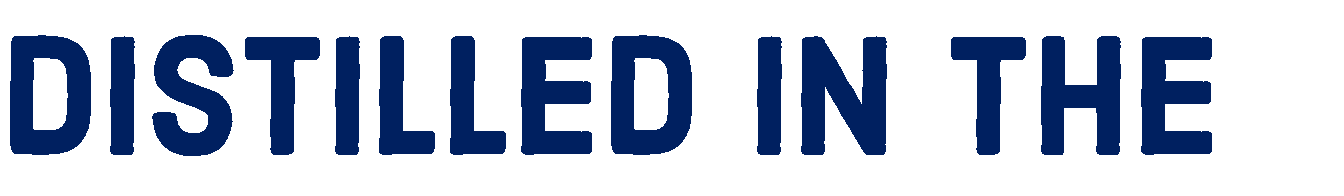 DISTILLED IN THE